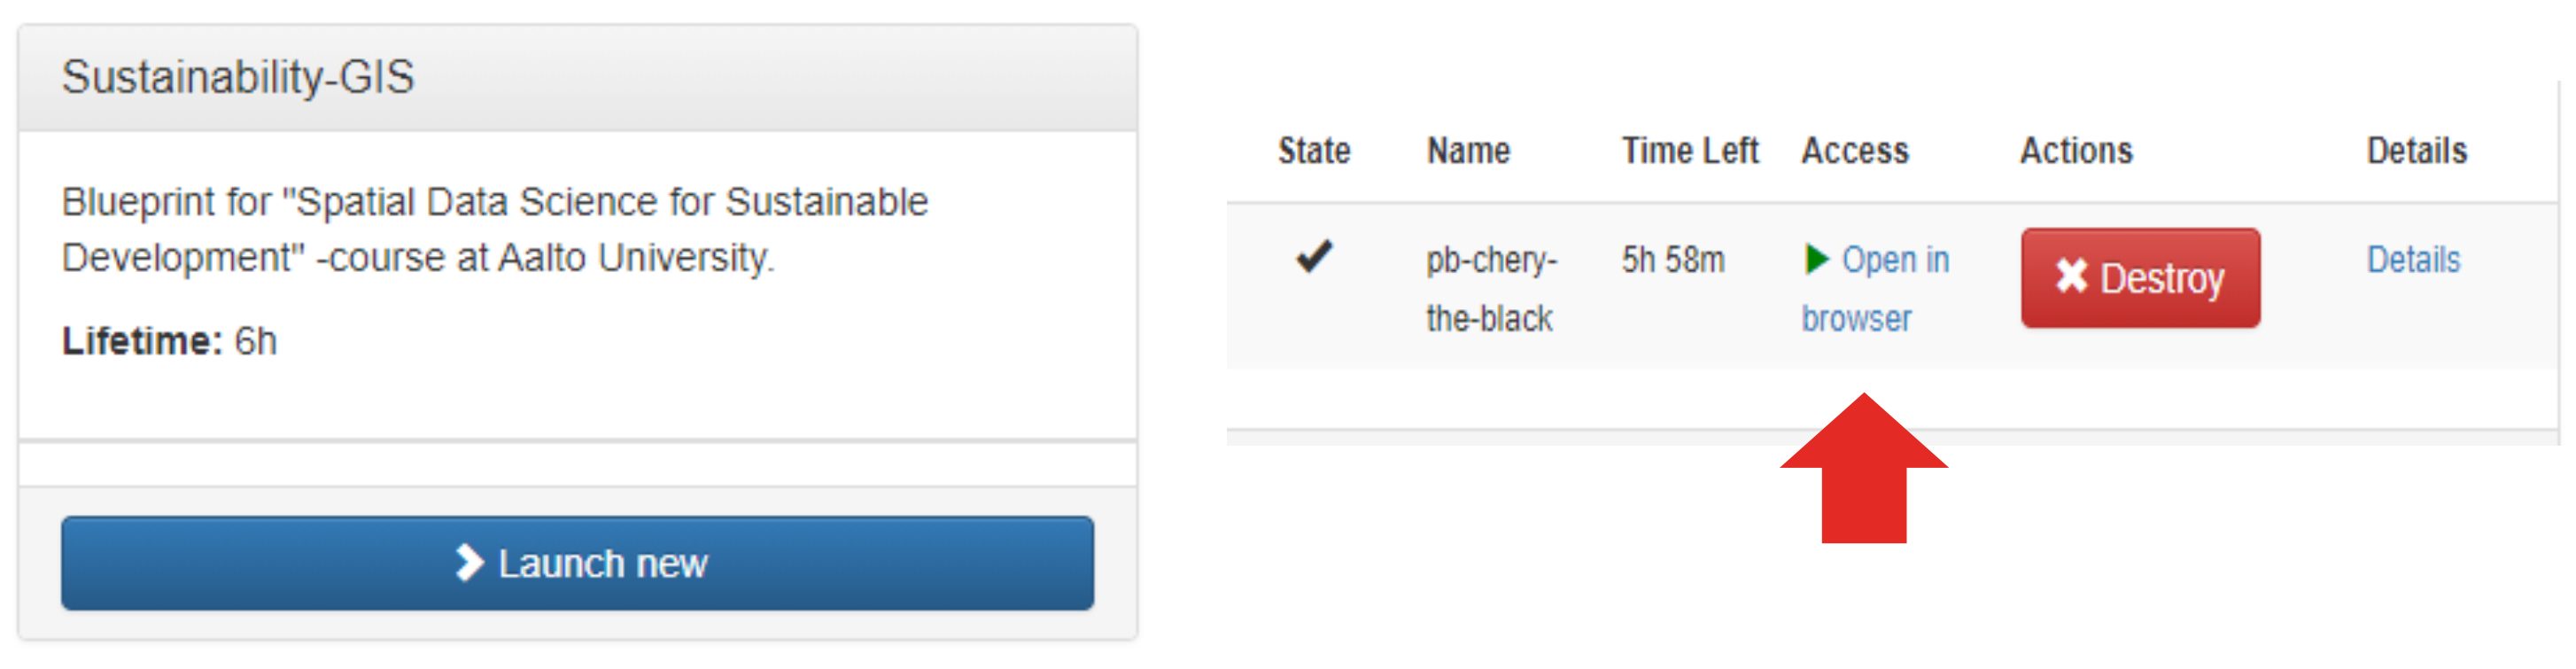 Sustainability-GIS
Blueprint for "Spatial Data Science for Sustainable
Development" -course at Aalto University.
Lifetime: 6h
Launch new
State Name Time Left Access Actions Details
pb-chery- 5h 58m Open in Destroy Details
the-black browser